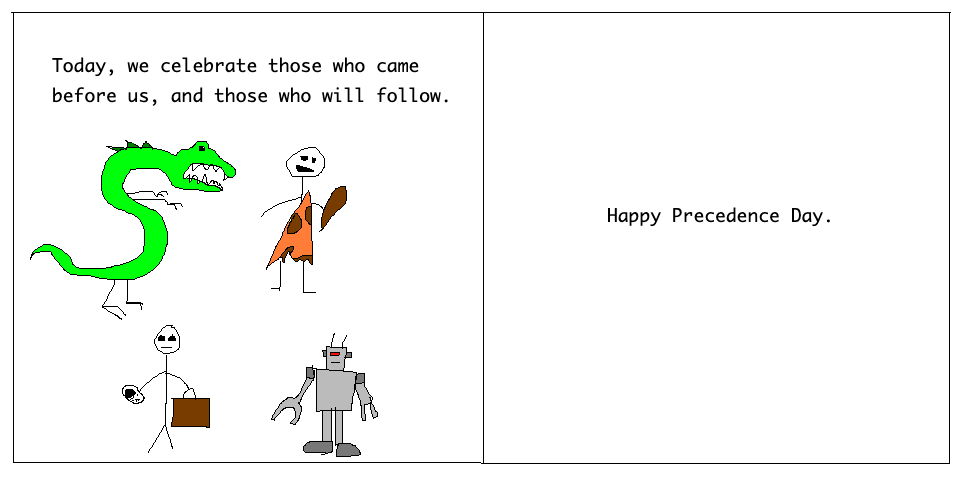 Today, we celebrate those who came
before us, and those who will follow.
Happy Precedence Day.